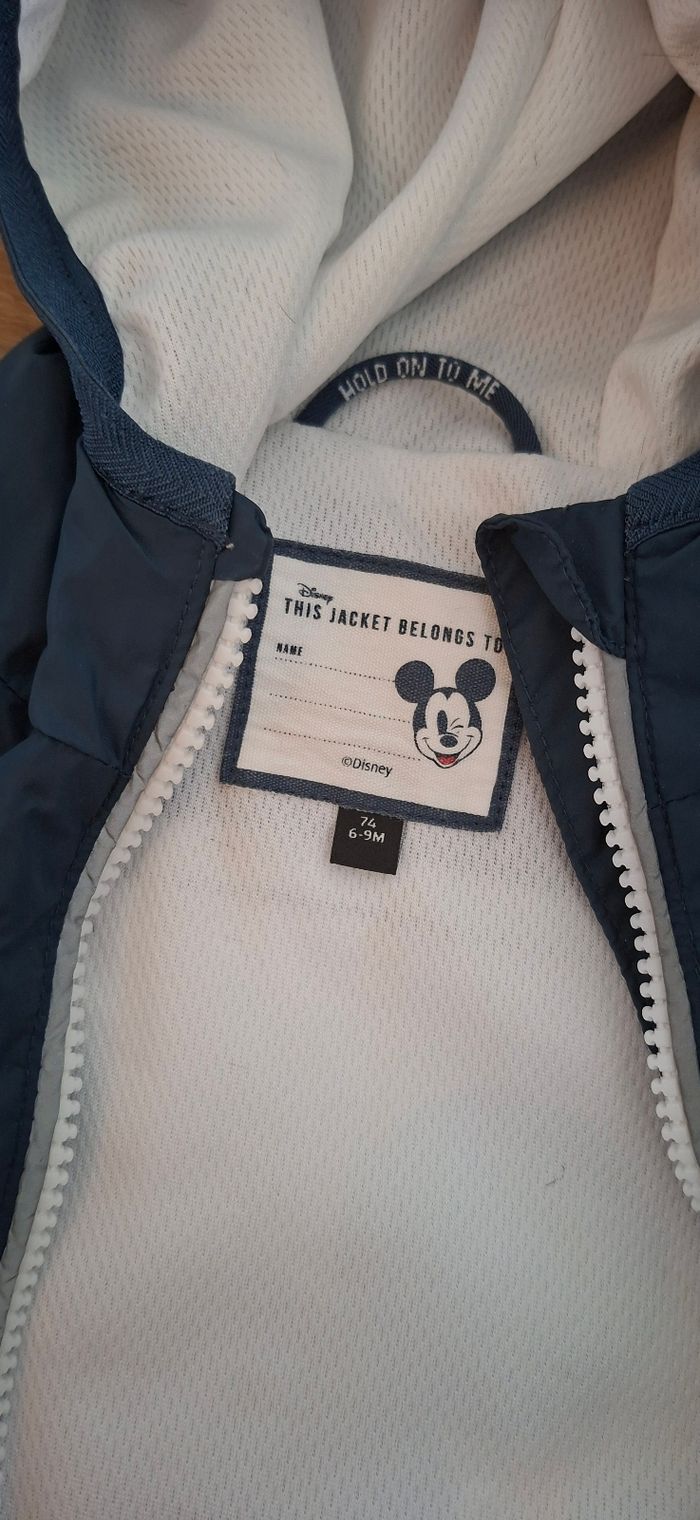 HOLD ON TO ME
Disney
THIS JACKET BELONGS TO
NAME
©Disney
74
6-9M